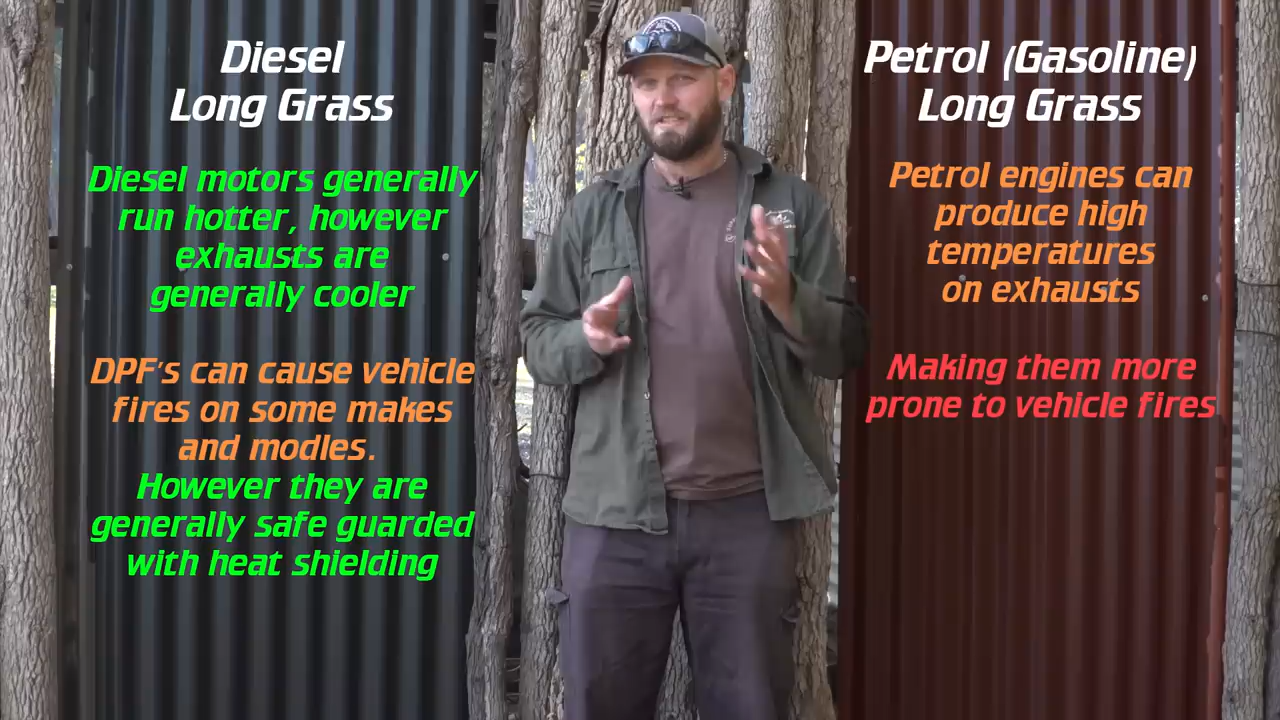 Diesel
Long Grass
Diesel motors generally
run hotter, however
exhausts are
generally cooler
DPF's can cause vehicle
fires on some makes
and modles.
However they are
generally safe guarded
with heat shielding
Petrol (Gasoline)
Long Grass
Petrol engines can
produce high
temperatures
on exhausts
Making them more
prone to vehicle fires